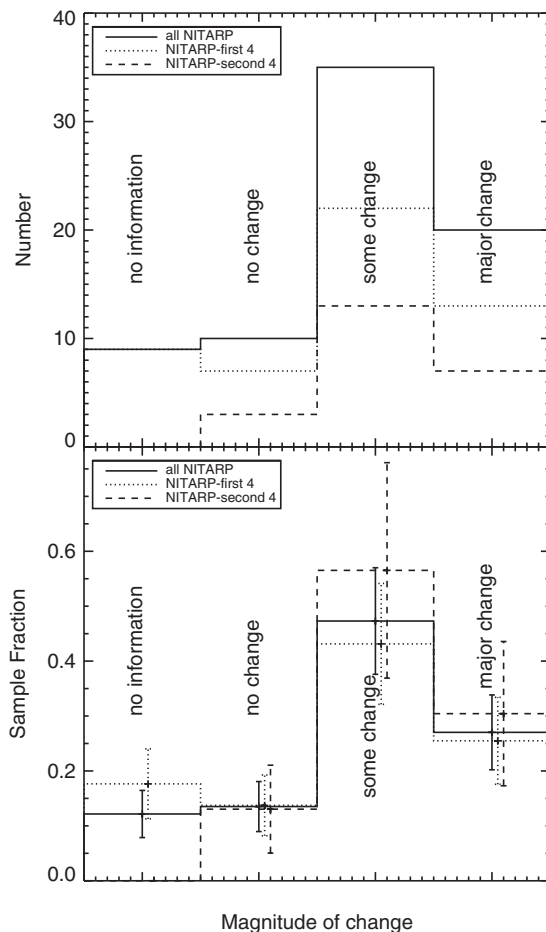 40
all NITARP
NITARP-first 4
NITARP-second 4
30
20
10
0
Number
no information
no change
some change
major change
all NITARP
NITARP-first 4
NITARP-second 4
0.6
0.4
0.2
0.0
Sample Fraction
no information
no change
some change
major change
Magnitude of change